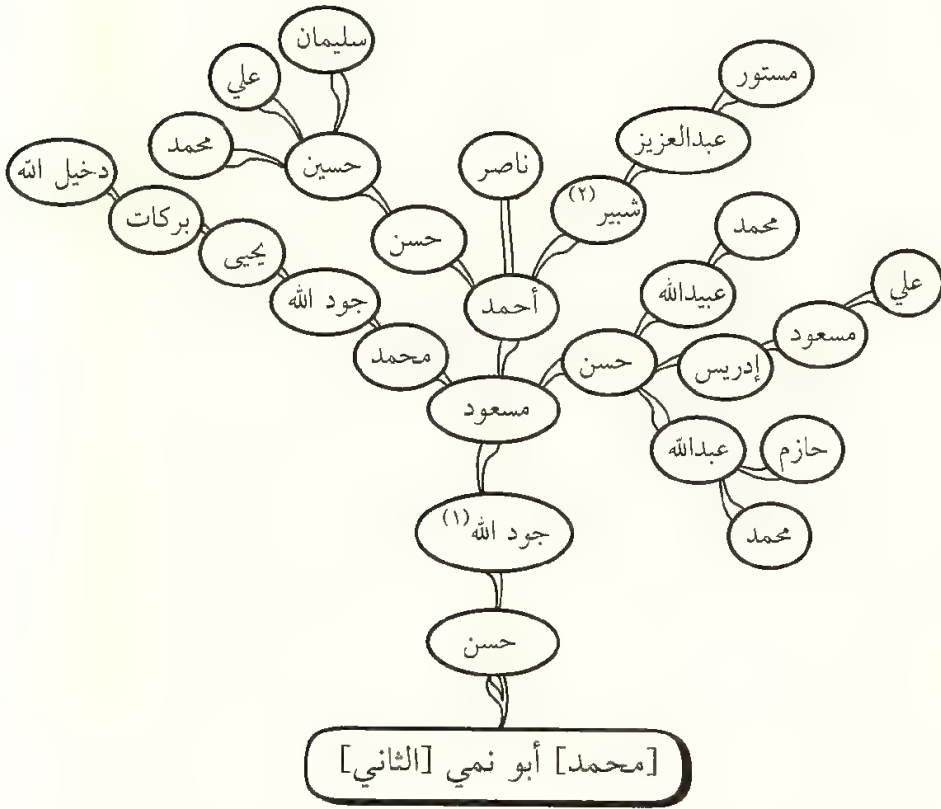 سليمان
علي
محمد
حسين
حسن
دخيل الله
بركات
يحيى
جود الله
محمد
ناصر
أحمد
مستور
عبدالعزيز
شبير (٢)
محمد
عبيدالله
علي
مسعود
إدريس
حسن
حازم
عبدالله
محمد
مسعود
جود الله (١)
حسن
[محمد] أبو نمي [الثاني]